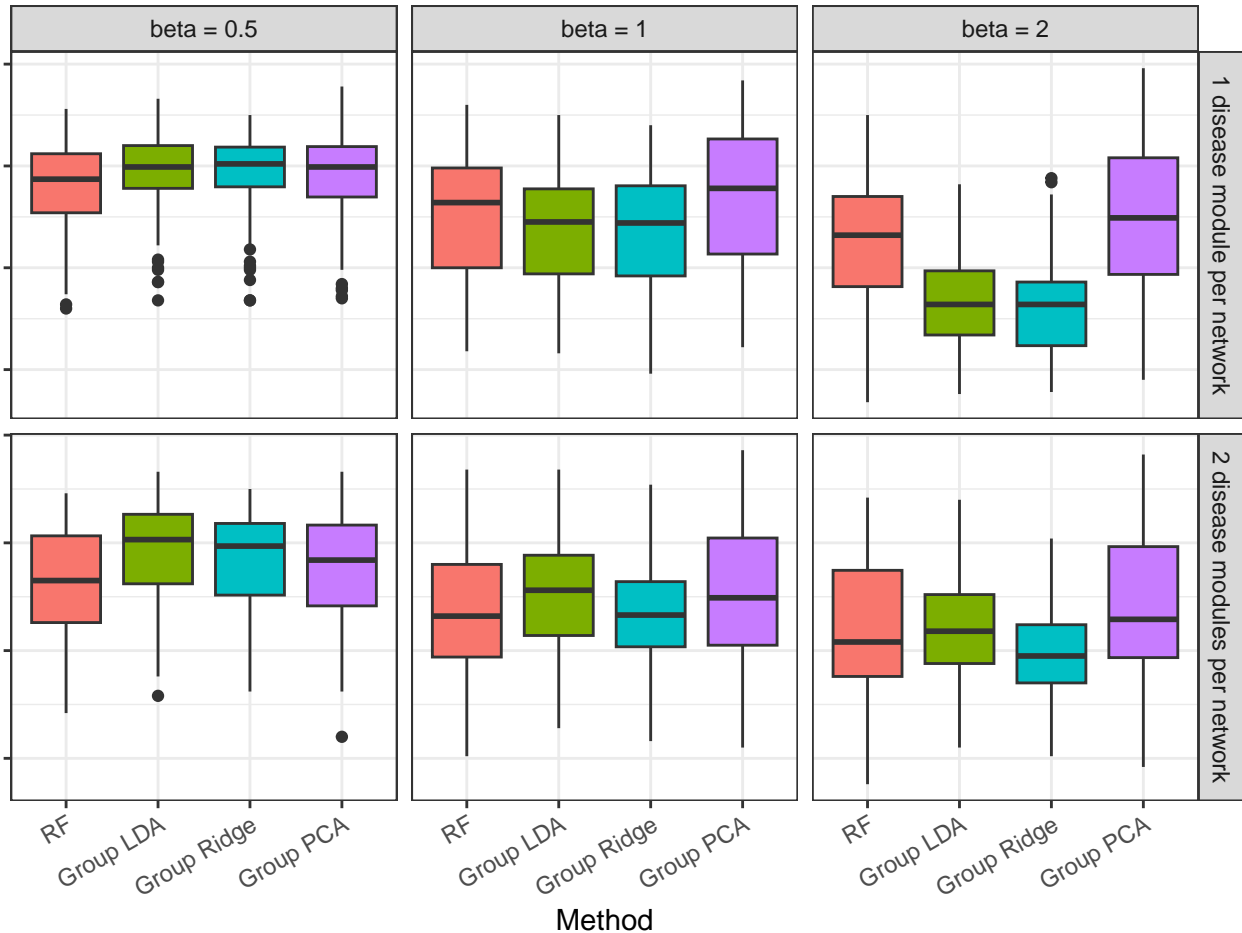 beta = 0.5
beta = 1
beta = 2
1 disease module per network
2 disease modules per network
RF
Group LDA
Group Ridge
Group PCA
RF
Group LDA
Group Ridge
Group PCA
RF
Group LDA
Group Ridge
Group PCA
Method